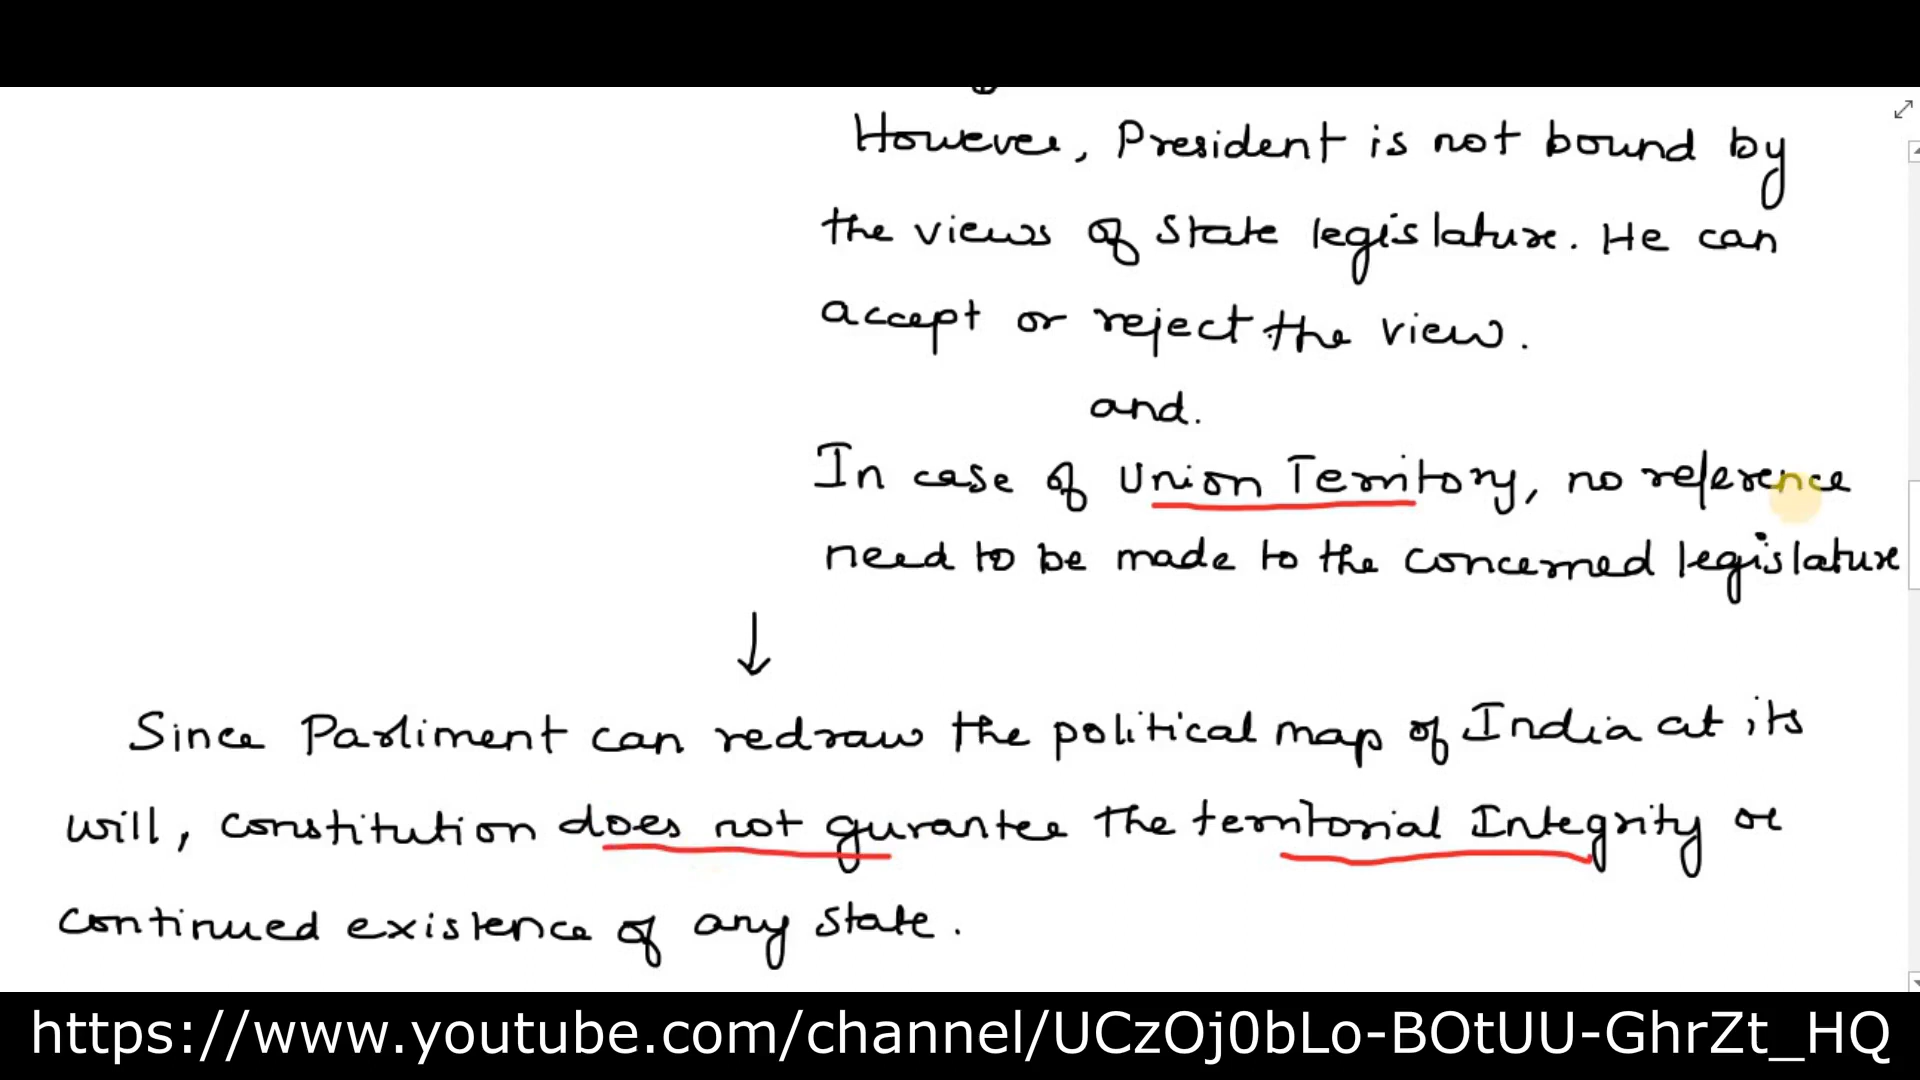 However, President is not bound by
the views of State legislature. He can
accept or reject the view.
and.
In case of Union Territory, no reference
need to be made to the concerned legislature
↓
Since Parliment can redraw the political map of India at its
will, constitution does not gurantee the territorial Integrity or
continued existence of any state.
https://www.youtube.com/channel/UCzOj0bLo-BOtUU-GhrZt_HQ